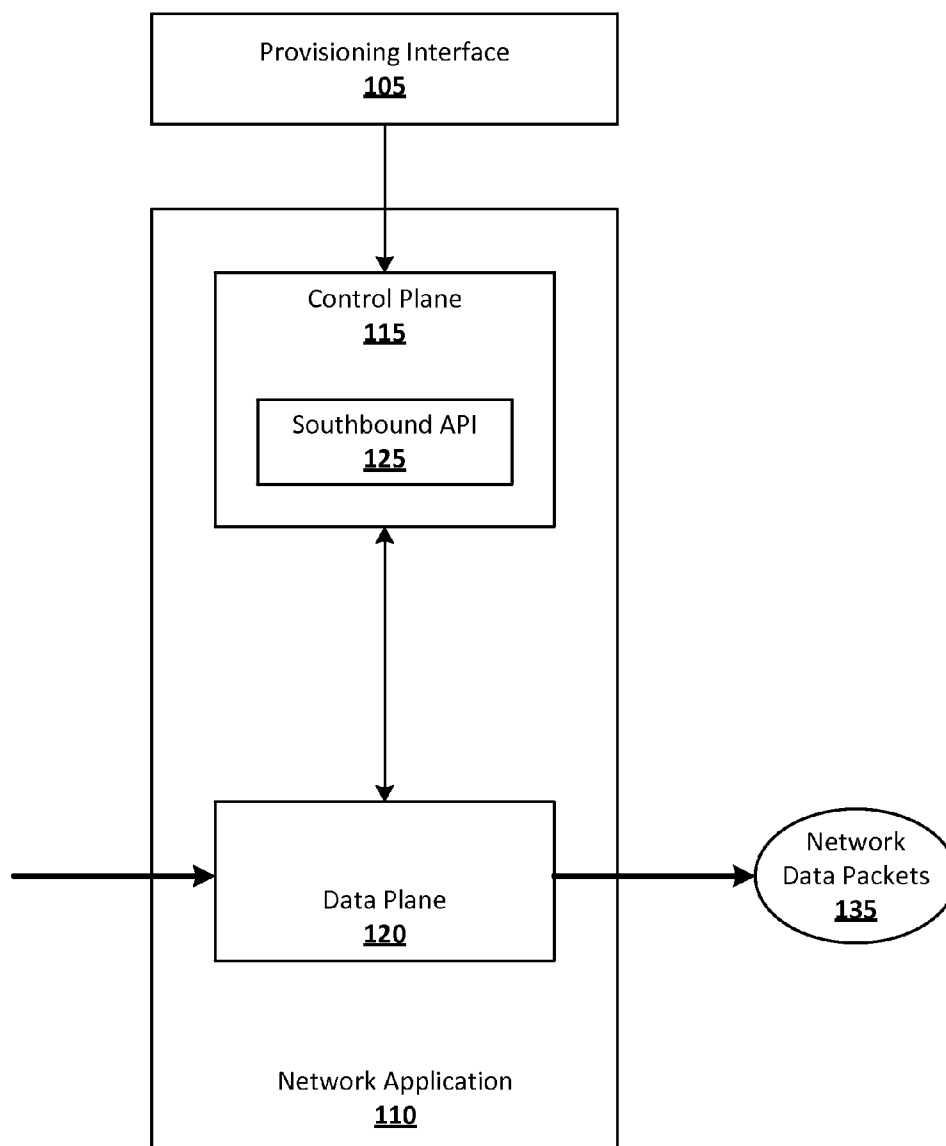 Provisioning Interface
105
Control Plane
115
Southbound API
125
Data Plane
120
Network
Data Packets
135
Network Application
110